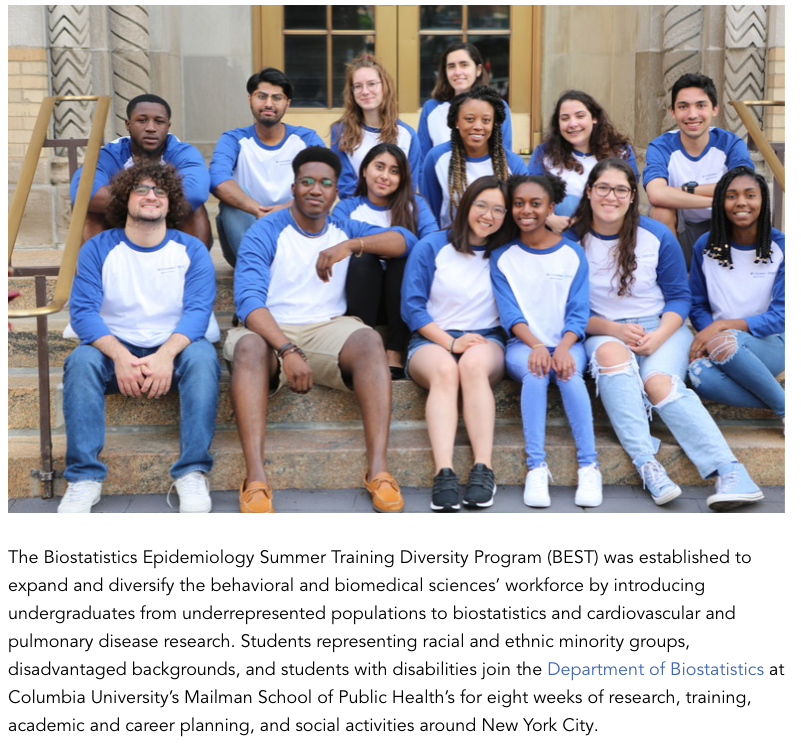 The Biostatistics Epidemiology Summer Training Diversity Program (BEST) was established to
expand and diversify the behavioral and biomedical sciences’ workforce by introducing
undergraduates from underrepresented populations to biostatistics and cardiovascular and
pulmonary disease research. Students representing racial and ethnic minority groups,
disadvantaged backgrounds, and students with disabilities join the Department of Biostatistics at
Columbia University’s Mailman School of Public Health’s for eight weeks of research, training,
academic and career planning, and social activities around New York City.